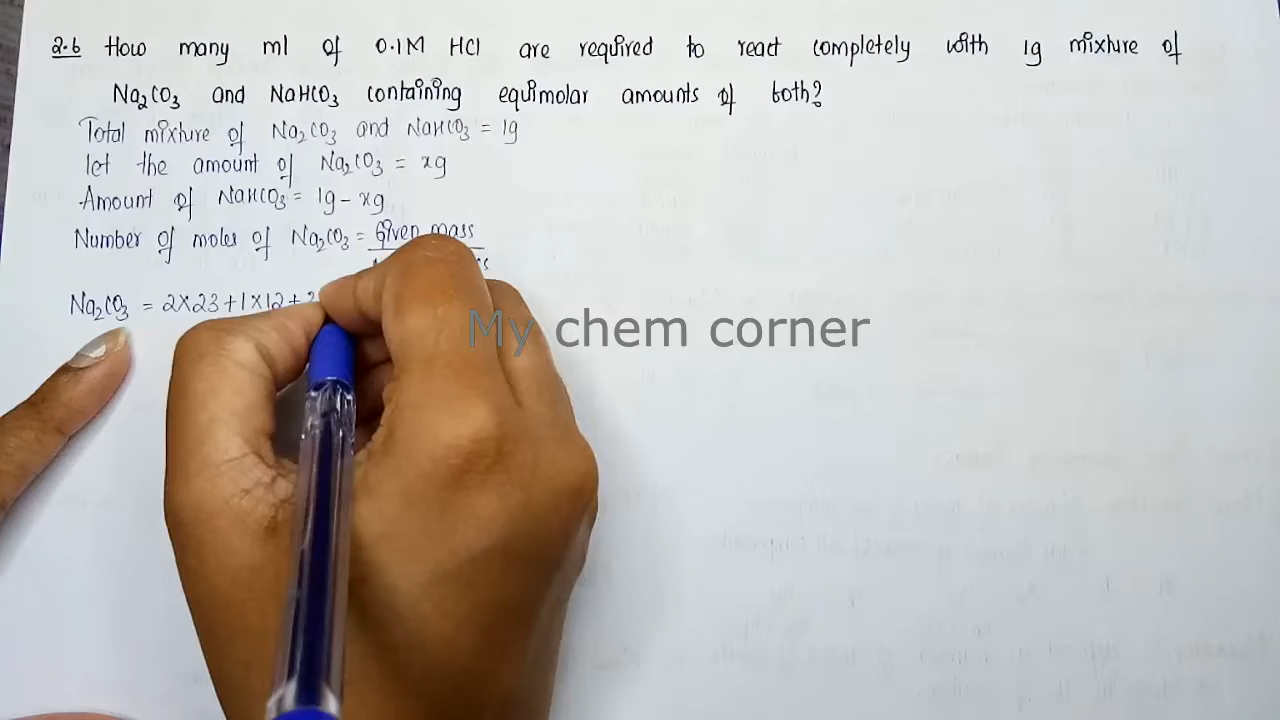 2.6 How many ml of 0.1M HCl are required to react completely with 1g mixture of
Na2CO3 and NaHCO3 containing equimolar amounts of both?
Total mixture of Na2CO3 and NaHCO3 = 1g
let the amount of Na2CO3 = xg
Amount of NaHCO3 = 1g - xg
Number of moles of Na2CO3 = Given mass
Na2CO3 = 2×23+1×12+
My chem corner